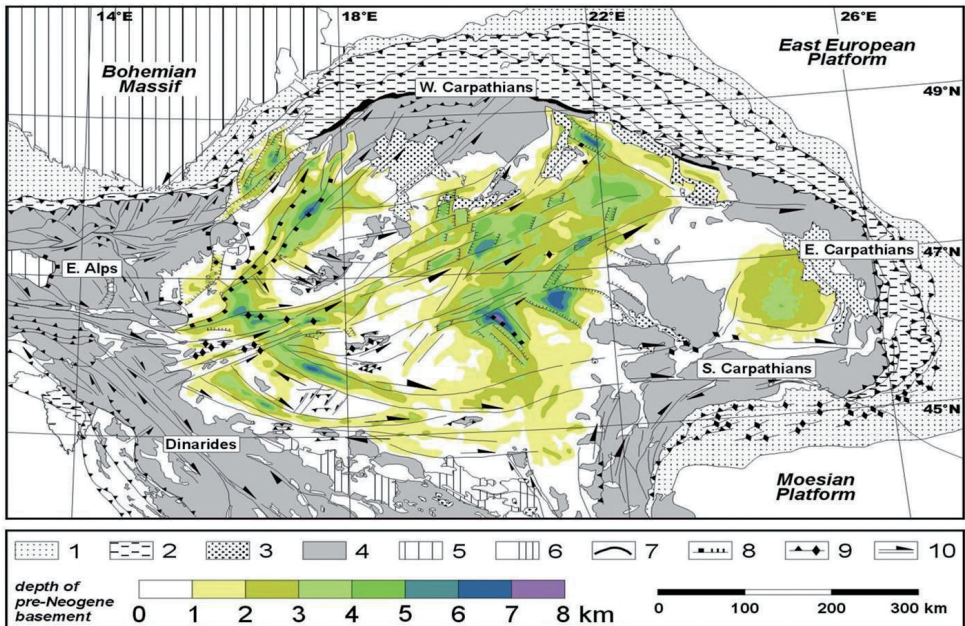 14°E
18°E
22°E
26°E
Bohemian
Massif
East European
Platform
W. Carpathians
49°N
E. Alps
E. Carpathians
47°N
S. Carpathians
45°N
Dinarides
Moesian
Platform
1 2 3 4 5 6 7 8 9 10
depth of
pre-Neogene
basement
0 1 2 3 4 5 6 7 8 km
0 100 200 300 km